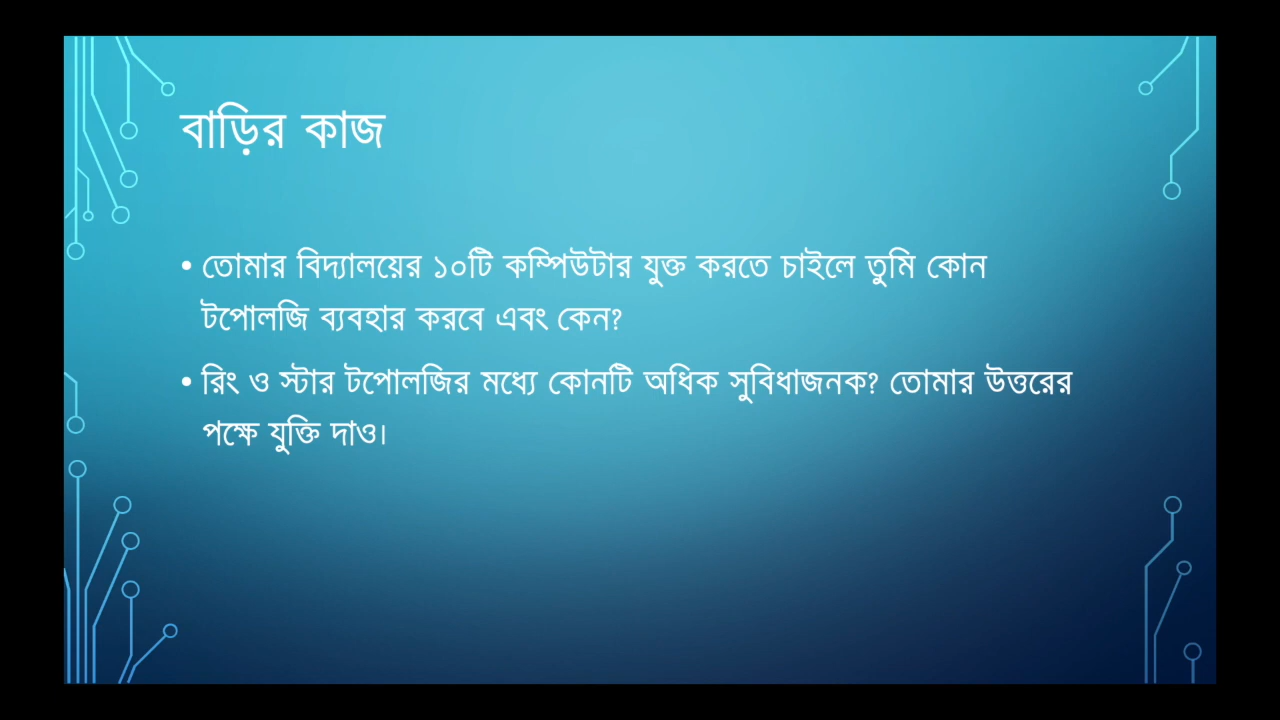 বাড়ির কাজ
• তোমার বিদ্যালয়ের ১০টি কম্পিউটার যুক্ত করতে চাইলে তুমি কোন
টপোলজি ব্যবহার করবে এবং কেন?
• রিং ও স্টার টপোলজির মধ্যে কোনটি অধিক সুবিধাজনক? তোমার উত্তরের
পক্ষে যুক্তি দাও।